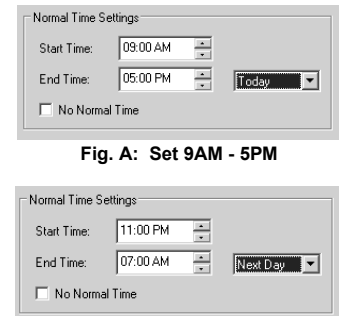 Normal Time Settings
Start Time: 09:00 AM
End Time: 05:00 PM Today
No Normal Time
Fig. A: Set 9AM - 5PM
Normal Time Settings
Start Time: 11:00 PM
End Time: 07:00 AM Next Day
No Normal Time